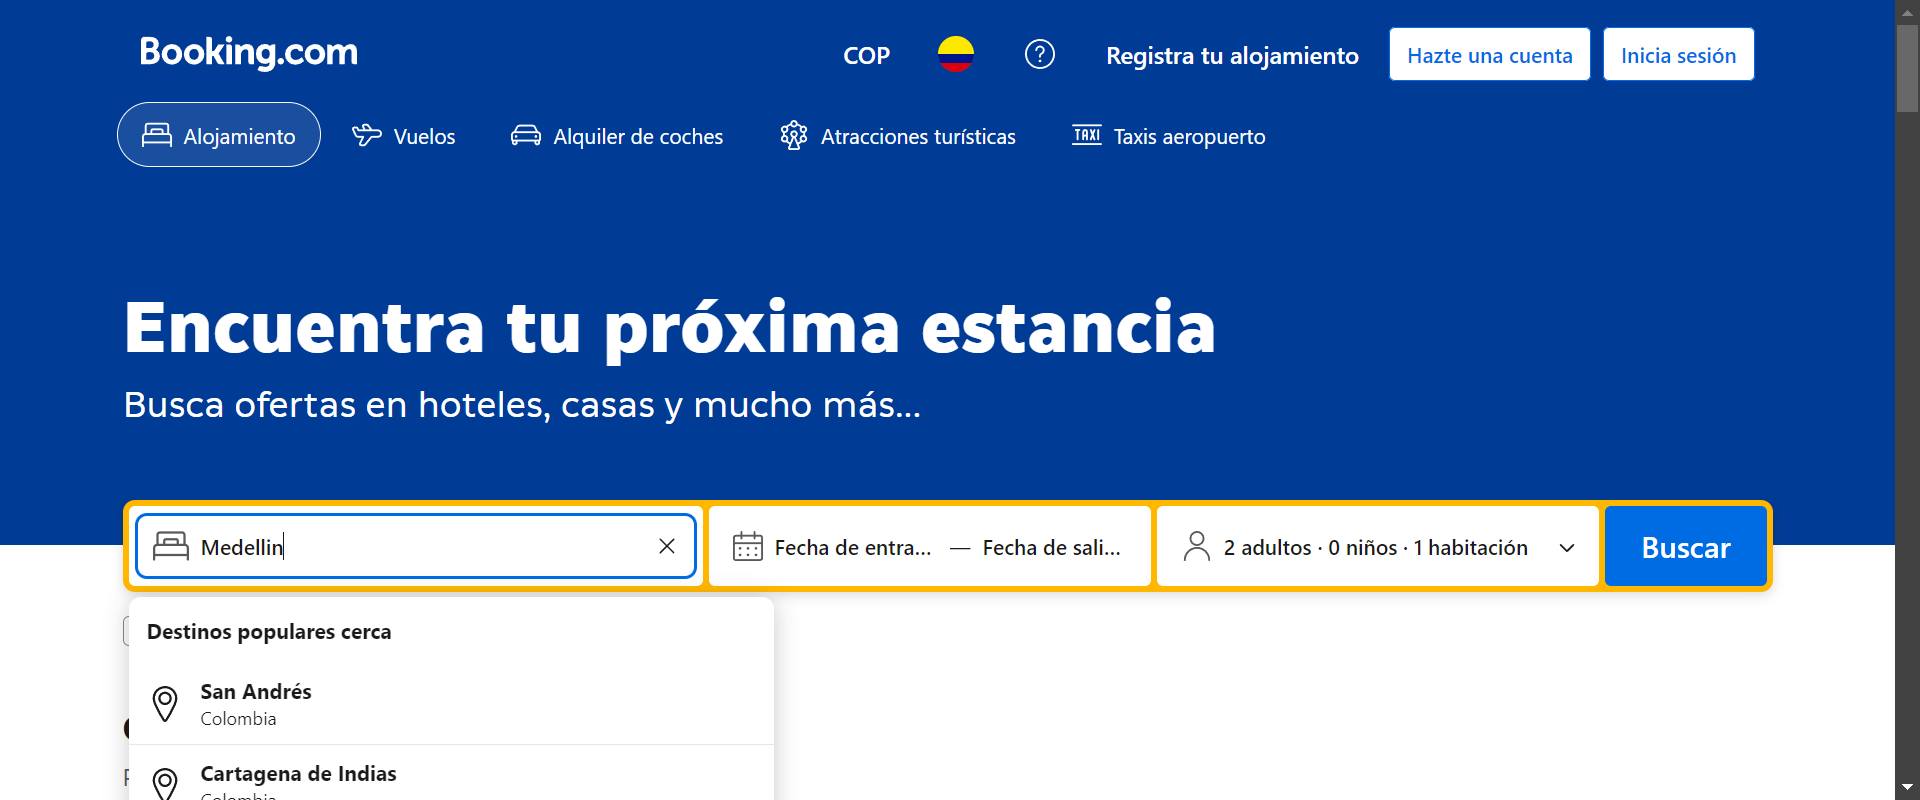 Booking.com
COP
Registra tu alojamiento
Hazte una cuenta
Inicia sesión
Alojamiento
Vuelos
Alquiler de coches
Atracciones turísticas
TAXI Taxis aeropuerto
Encuentra tu próxima estancia
Busca ofertas en hoteles, casas y mucho más...
Medellin
Fecha de entra... — Fecha de sali...
2 adultos · 0 niños · 1 habitación
Buscar
Destinos populares cerca
San Andrés
Colombia
Cartagena de Indias
Colombia